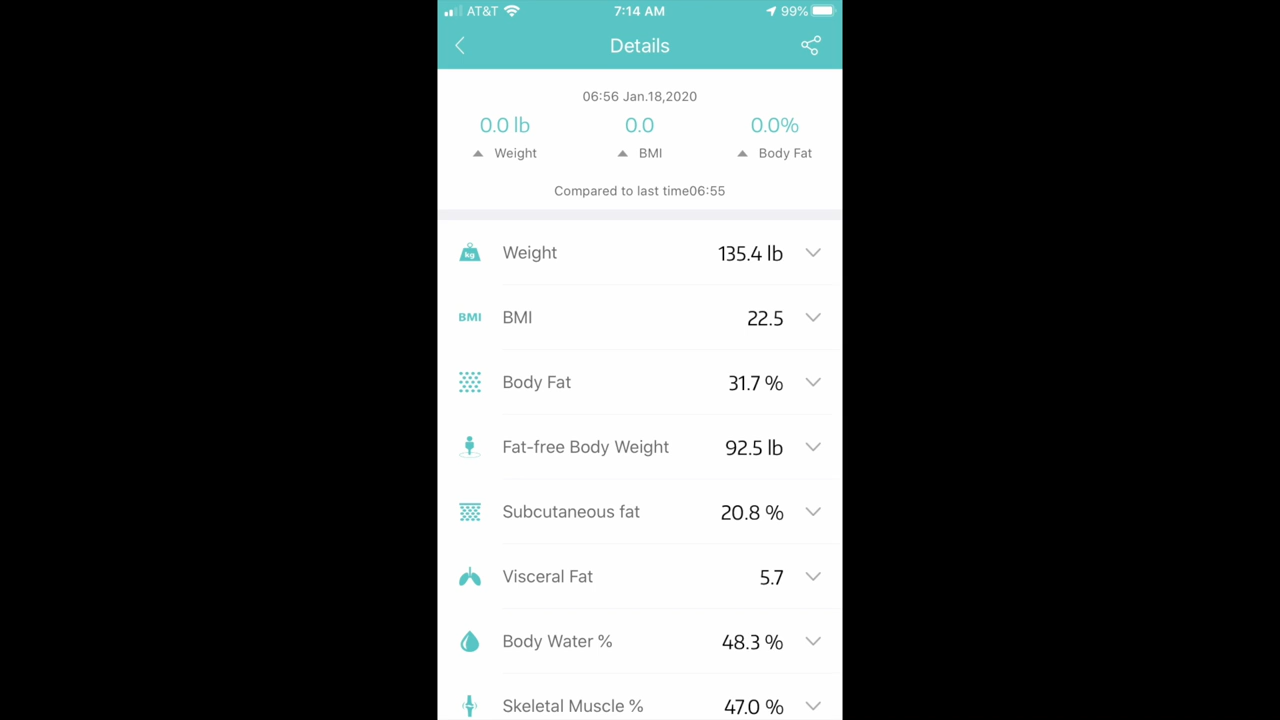 AT&T 7:14 AM 99%
Details
06:56 Jan.18,2020
0.0 lb 0.0 0.0%
Weight BMI Body Fat
Compared to last time06:55
kg Weight 135.4 lb
BMI BMI 22.5
Body Fat 31.7 %
Fat-free Body Weight 92.5 lb
Subcutaneous fat 20.8 %
Visceral Fat 5.7
Body Water % 48.3 %
Skeletal Muscle % 47.0 %